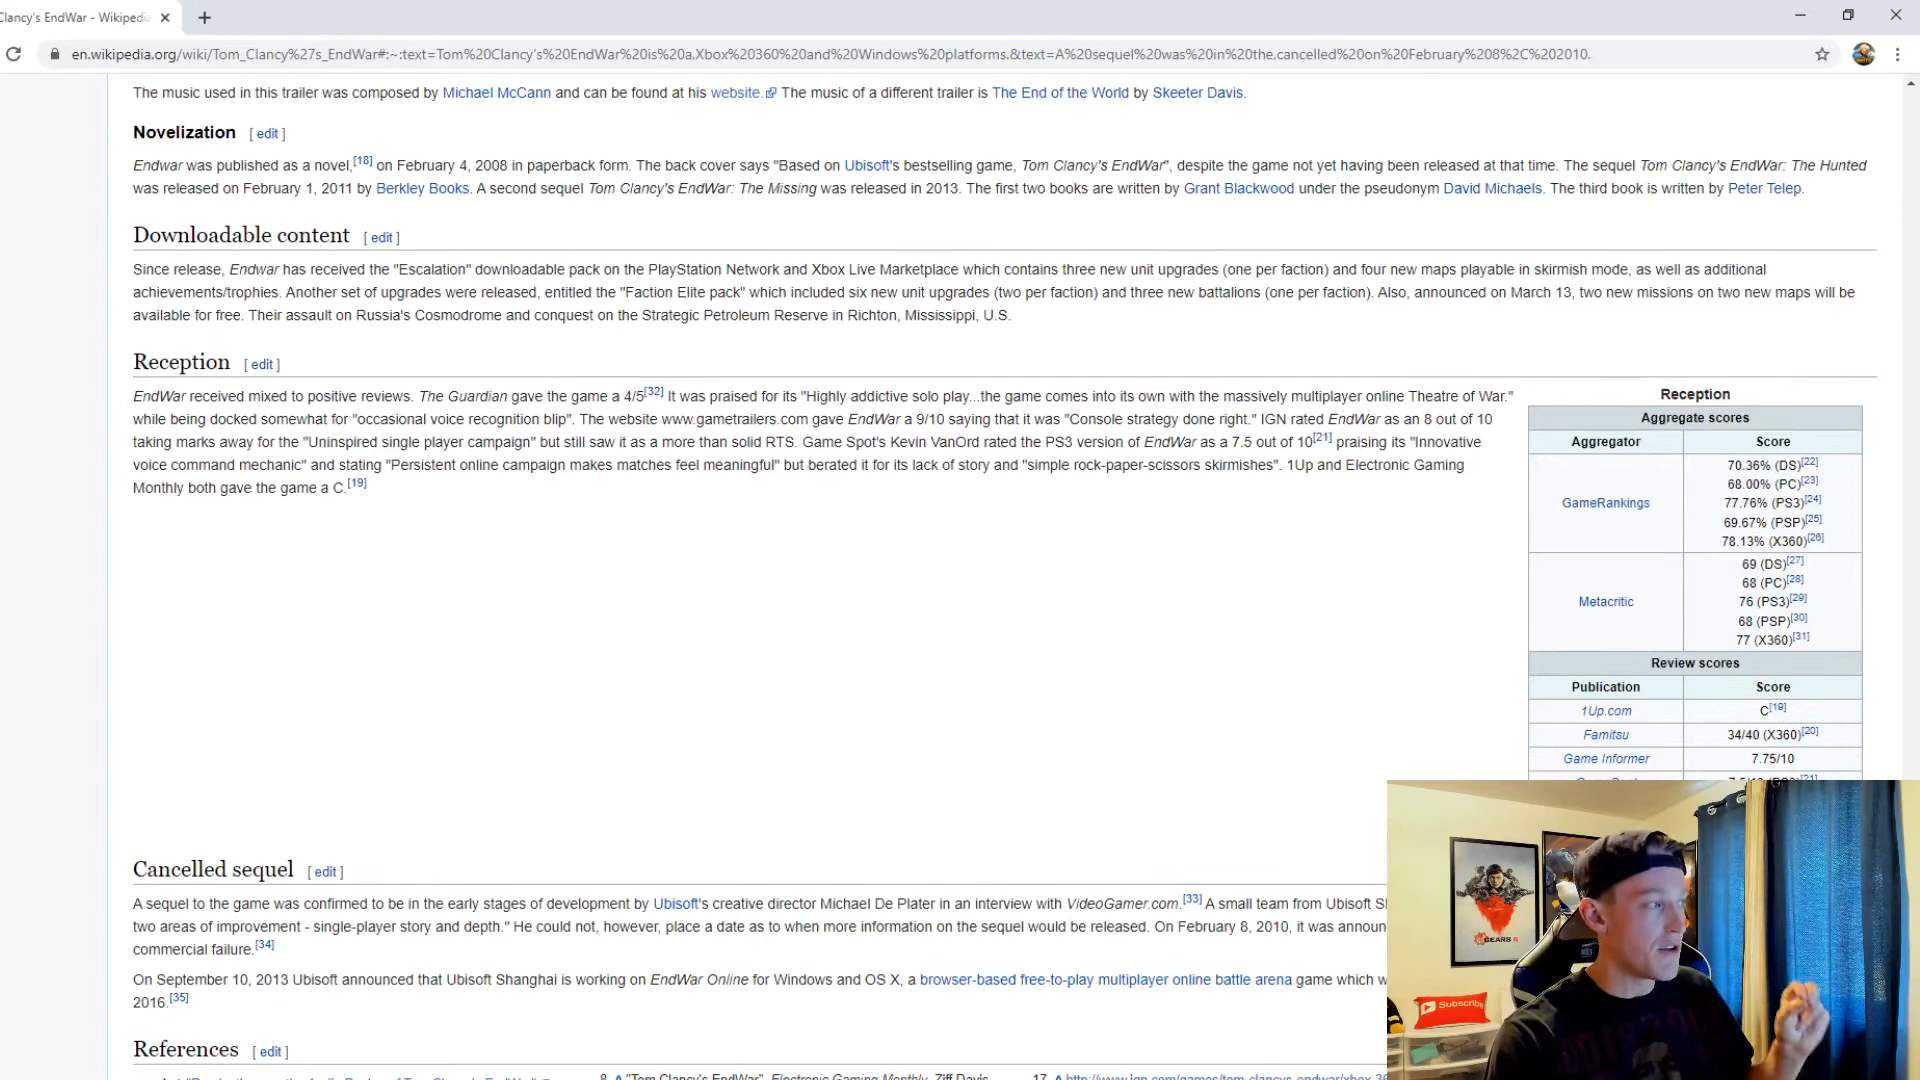 Clancy's EndWar - Wikipedi
en.wikipedia.org/wiki/Tom_Clancy%27s_EndWar#:~:text=Tom%20Clancy's%20EndWar%20is%20a,Xbox%20360%20and%20Windows%20platforms.&text=A%20sequel%20was%20in%20the,cancelled%20on%20February%208%2C%202010.
The music used in this trailer was composed by Michael McCann and can be found at his website. The music of a different trailer is The End of the World by Skeeter Davis.
Novelization [ edit ]
Endwar was published as a novel,[18] on February 4, 2008 in paperback form. The back cover says "Based on Ubisoft's bestselling game, Tom Clancy's EndWar", despite the game not yet having been released at that time. The sequel Tom Clancy's EndWar: The Hunted
was released on February 1, 2011 by Berkley Books. A second sequel Tom Clancy's EndWar: The Missing was released in 2013. The first two books are written by Grant Blackwood under the pseudonym David Michaels. The third book is written by Peter Telep.
Downloadable content [ edit ]
Since release, Endwar has received the "Escalation" downloadable pack on the PlayStation Network and Xbox Live Marketplace which contains three new unit upgrades (one per faction) and four new maps playable in skirmish mode, as well as additional
achievements/trophies. Another set of upgrades were released, entitled the "Faction Elite pack" which included six new unit upgrades (two per faction) and three new battalions (one per faction). Also, announced on March 13, two new missions on two new maps will be
available for free. Their assault on Russia's Cosmodrome and conquest on the Strategic Petroleum Reserve in Richton, Mississippi, U.S.
Reception [ edit ]
EndWar received mixed to positive reviews. The Guardian gave the game a 4/5[32] It was praised for its "Highly addictive solo play...the game comes into its own with the massively multiplayer online Theatre of War."
while being docked somewhat for "occasional voice recognition blip". The website www.gametrailers.com gave EndWar a 9/10 saying that it was "Console strategy done right." IGN rated EndWar as an 8 out of 10
taking marks away for the "Uninspired single player campaign" but still saw it as a more than solid RTS. Game Spot's Kevin VanOrd rated the PS3 version of EndWar as a 7.5 out of 10[21] praising its "Innovative
voice command mechanic" and stating "Persistent online campaign makes matches feel meaningful" but berated it for its lack of story and "simple rock-paper-scissors skirmishes". 1Up and Electronic Gaming
Monthly both gave the game a C.[19]
Reception
Aggregate scores
Aggregator Score
GameRankings
70.36% (DS)[22]
68.00% (PC)[23]
77.76% (PS3)[24]
69.67% (PSP)[25]
78.13% (X360)[26]
Metacritic
69 (DS)[27]
68 (PC)[28]
76 (PS3)[29]
68 (PSP)[30]
77 (X360)[31]
Review scores
Publication Score
1Up.com C[19]
Famitsu 34/40 (X360)[20]
Game Informer 7.75/10
Cancelled sequel [ edit ]
A sequel to the game was confirmed to be in the early stages of development by Ubisoft's creative director Michael De Plater in an interview with VideoGamer.com.[33] A small team from Ubisoft S
two areas of improvement - single-player story and depth." He could not, however, place a date as to when more information on the sequel would be released. On February 8, 2010, it was announ
commercial failure.[34]
On September 10, 2013 Ubisoft announced that Ubisoft Shanghai is working on EndWar Online for Windows and OS X, a browser-based free-to-play multiplayer online battle arena game which w
2016.[35]
References [ edit ]
8. ^ "Tom Clancy's EndWar". Electronic Gaming Monthly. Ziff Davis
17. ^ http://www.ign.com/games/tom-clancys-endwar/xbox-36
GEARS 5
Subscribe